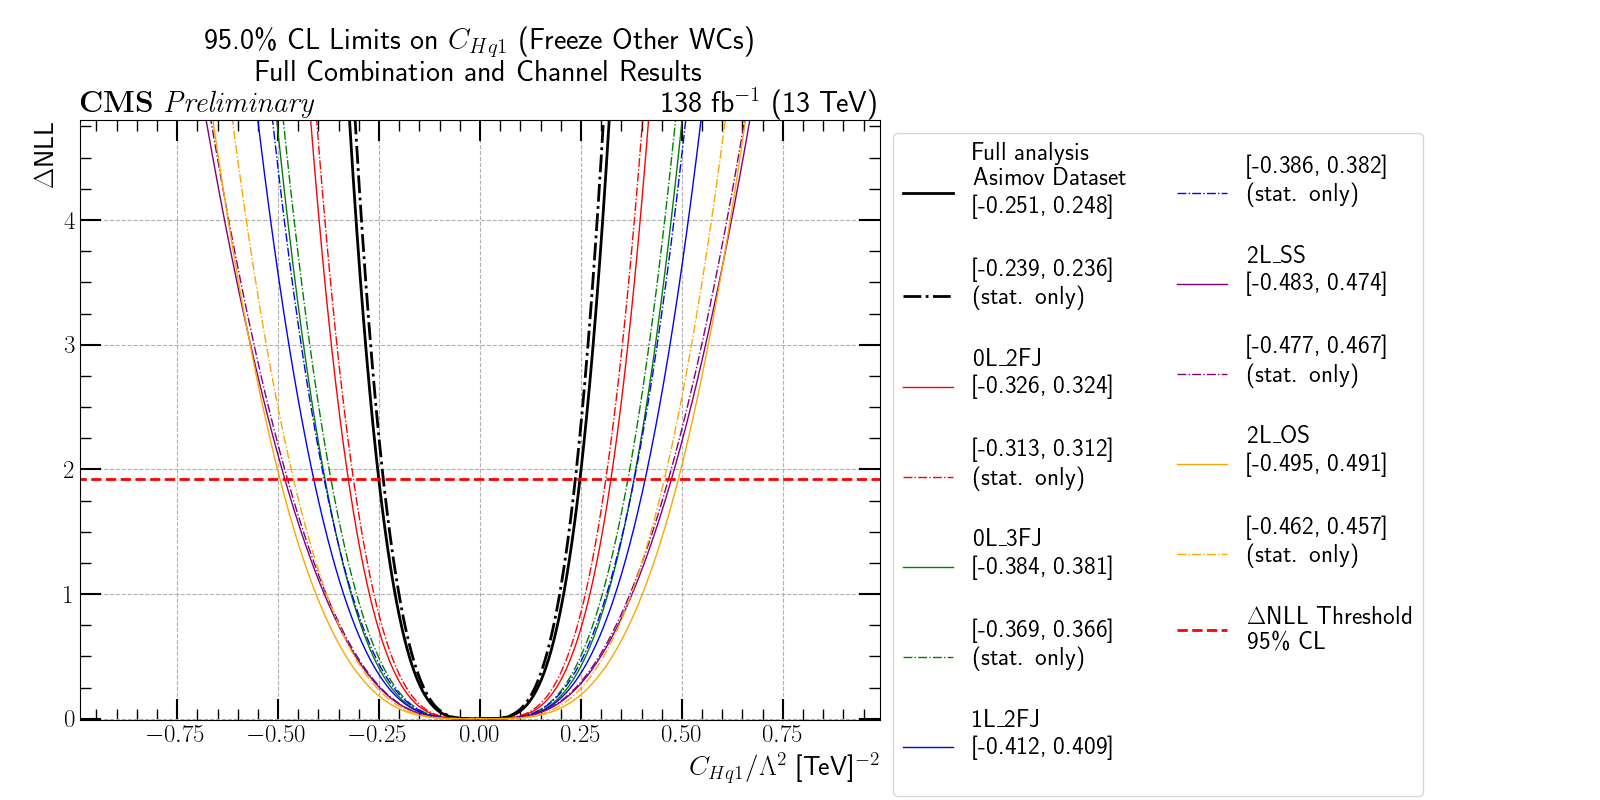 95.0% CL Limits on C_{Hq1} (Freeze Other WCs)
Full Combination and Channel Results
CMS Preliminary
138 fb^{-1} (13 TeV)
ΔNLL
4
3
2
1
0
−0.75 −0.50 −0.25 0.00 0.25 0.50 0.75
C_{Hq1}/Λ^2 [TeV]^{-2}
Full analysis
Asimov Dataset
[-0.251, 0.248]
[-0.239, 0.236]
(stat. only)
0L_2FJ
[-0.326, 0.324]
[-0.313, 0.312]
(stat. only)
0L_3FJ
[-0.384, 0.381]
[-0.369, 0.366]
(stat. only)
1L_2FJ
[-0.412, 0.409]
[-0.386, 0.382]
(stat. only)
2L_SS
[-0.483, 0.474]
[-0.477, 0.467]
(stat. only)
2L_OS
[-0.495, 0.491]
[-0.462, 0.457]
(stat. only)
ΔNLL Threshold
95% CL